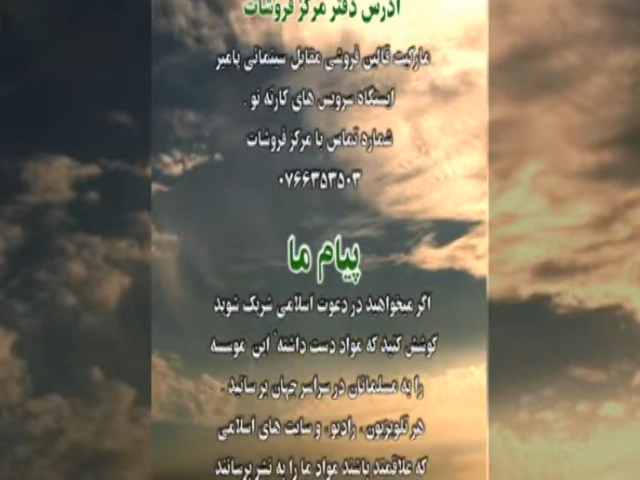 آدرس دفتر مرکز فروشات
مارکیت قالین فروشی مقابل سینمائی پامیر
ایستگاه سرویس های کارته نو .
شماره تماس با مرکز فروشات
۰۷۶۶۳۵۳۵۰۳
پیام ما
اگر میخواهید در دعوت اسلامی شریک شوید
کوشش کنید که مواد دست داشته این موسسه
را به مسلمانان در سراسر جهان برسانید .
هر تلویزیون , رادیو , و سایت های اسلامی
که علاقمند باشند مواد ما را به نشر برسانند